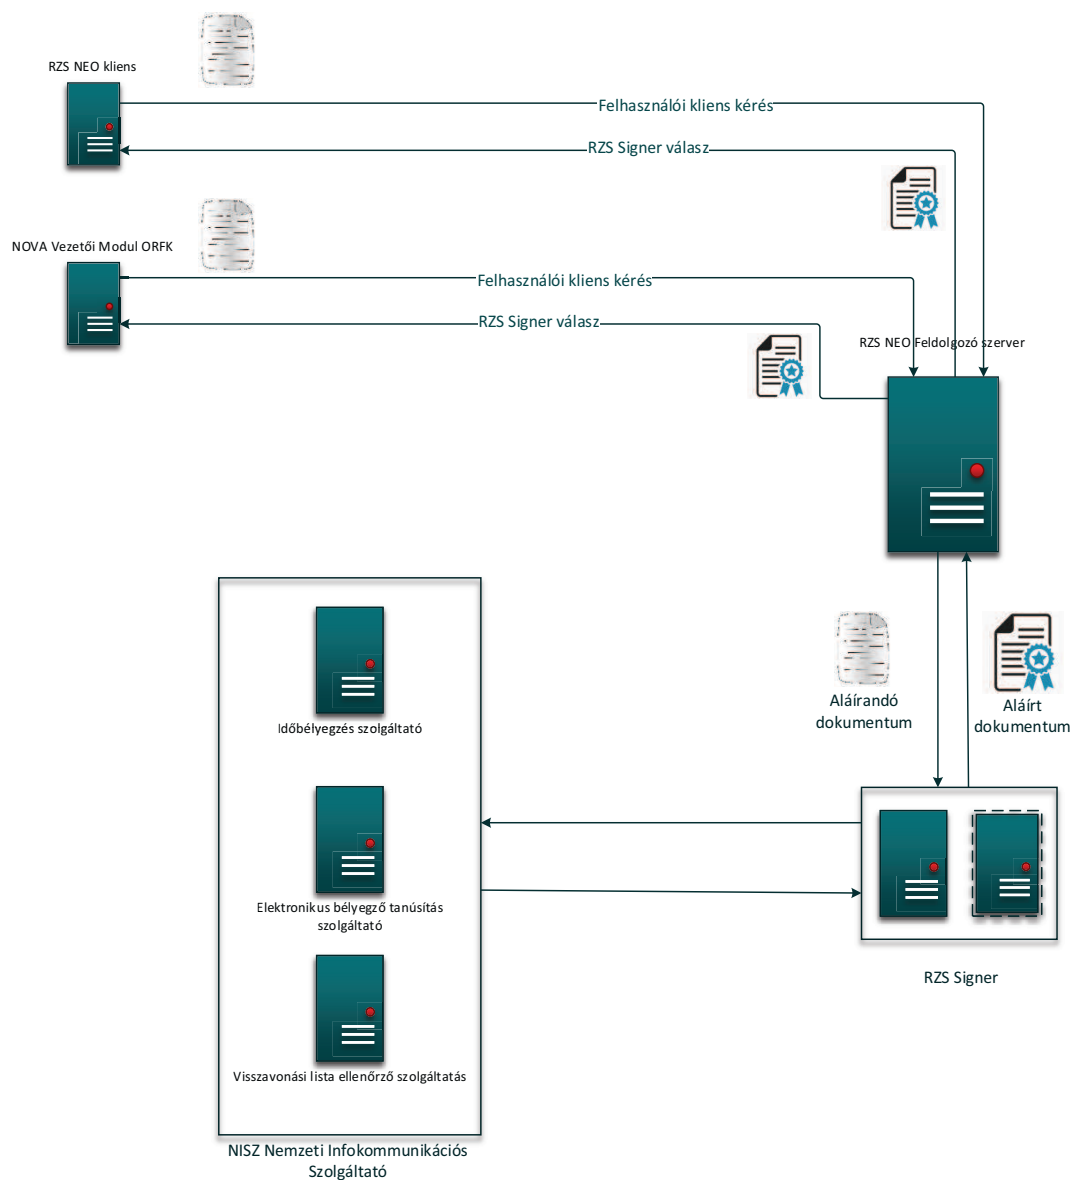 RZS NEO kliens
Felhasználói kliens kérés
RZS Signer válasz
NOVA Vezetői Modul ORFK
Felhasználói kliens kérés
RZS Signer válasz
RZS NEO Feldolgozó szerver
Aláírandó
dokumentum
Aláírt
dokumentum
Időbélyegzés szolgáltató
Elektronikus bélyegző tanúsítás
szolgáltató
RZS Signer
Visszavonási lista ellenőrző szolgáltatás
NISZ Nemzeti Infokommunikációs
Szolgáltató